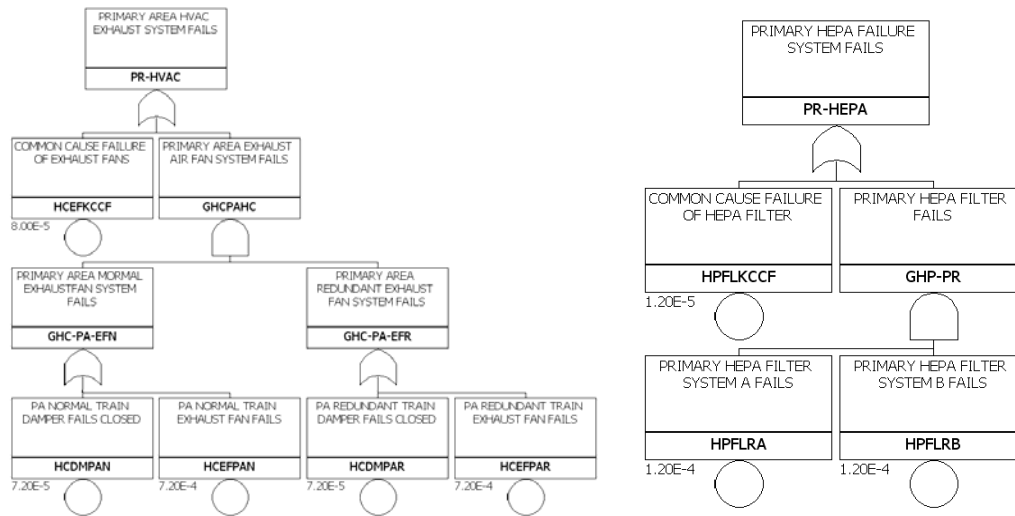 PRIMARY AREA HVAC
EXHAUST SYSTEM FAILS
PR-HVAC
COMMON CAUSE FAILURE
OF EXHAUST FANS
HCEFKCCF
8.00E-5
PRIMARY AREA EXHAUST
AIR FAN SYSTEM FAILS
GHCPAHC
PRIMARY AREA MORMAL
EXHAUSTFAN SYSTEM
FAILS
GHC-PA-EFN
PRIMARY AREA
REDUNDANT EXHAUST
FAN SYSTEM FAILS
GHC-PA-EFR
PA NORMAL TRAIN
DAMPER FAILS CLOSED
HCDMPAN
7.20E-5
PA NORMAL TRAIN
EXHAUST FAN FAILS
HCEFPAN
7.20E-4
PA REDUNDANT TRAIN
DAMPER FAILS CLOSED
HCDMPAR
7.20E-5
PA REDUNDANT TRAIN
EXHAUST FAN FAILS
HCEFPAR
7.20E-4
PRIMARY HEPA FAILURE
SYSTEM FAILS
PR-HEPA
COMMON CAUSE FAILURE
OF HEPA FILTER
HPFLKCCF
1.20E-5
PRIMARY HEPA FILTER
FAILS
GHP-PR
PRIMARY HEPA FILTER
SYSTEM A FAILS
HPFLRA
1.20E-4
PRIMARY HEPA FILTER
SYSTEM B FAILS
HPFLRB
1.20E-4